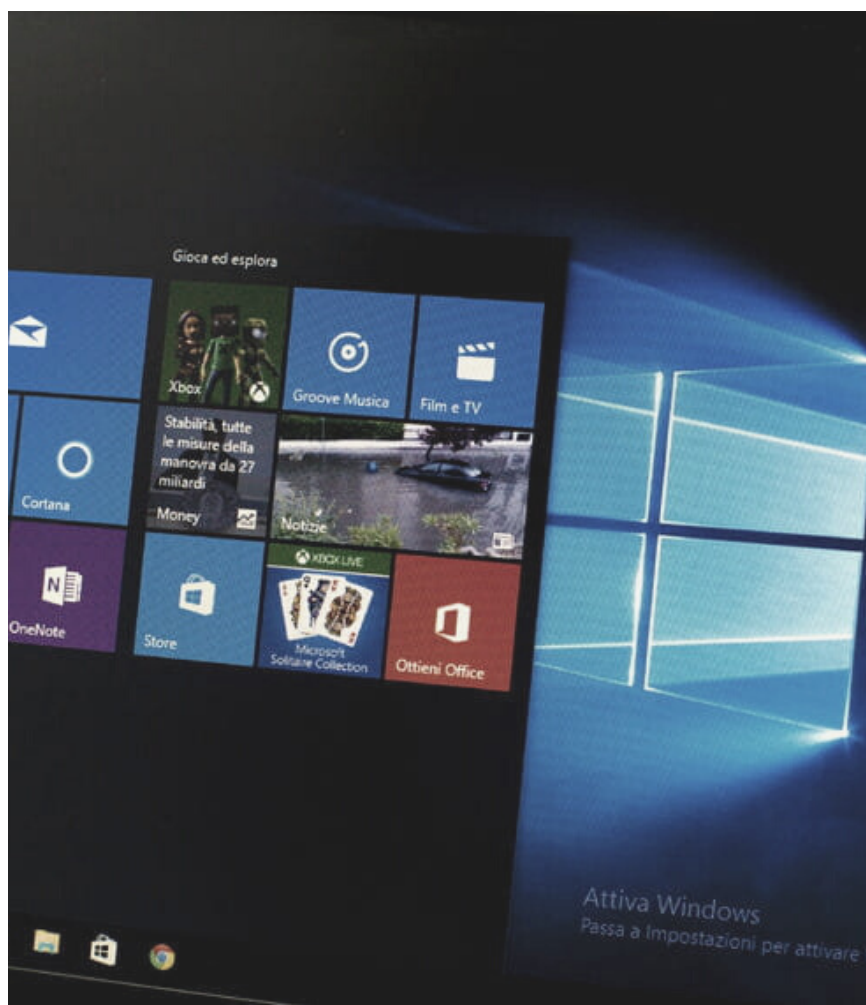 Gioca ed esplora
Xbox
Groove Musica
Film e TV
Cortana
Stabilità, tutte
le misure della
manovra da 27
miliardi
Money
Notizie
OneNote
Store
XBOX LIVE
Microsoft
Solitaire Collection
Ottieni Office
Attiva Windows
Passa a Impostazioni per attivare